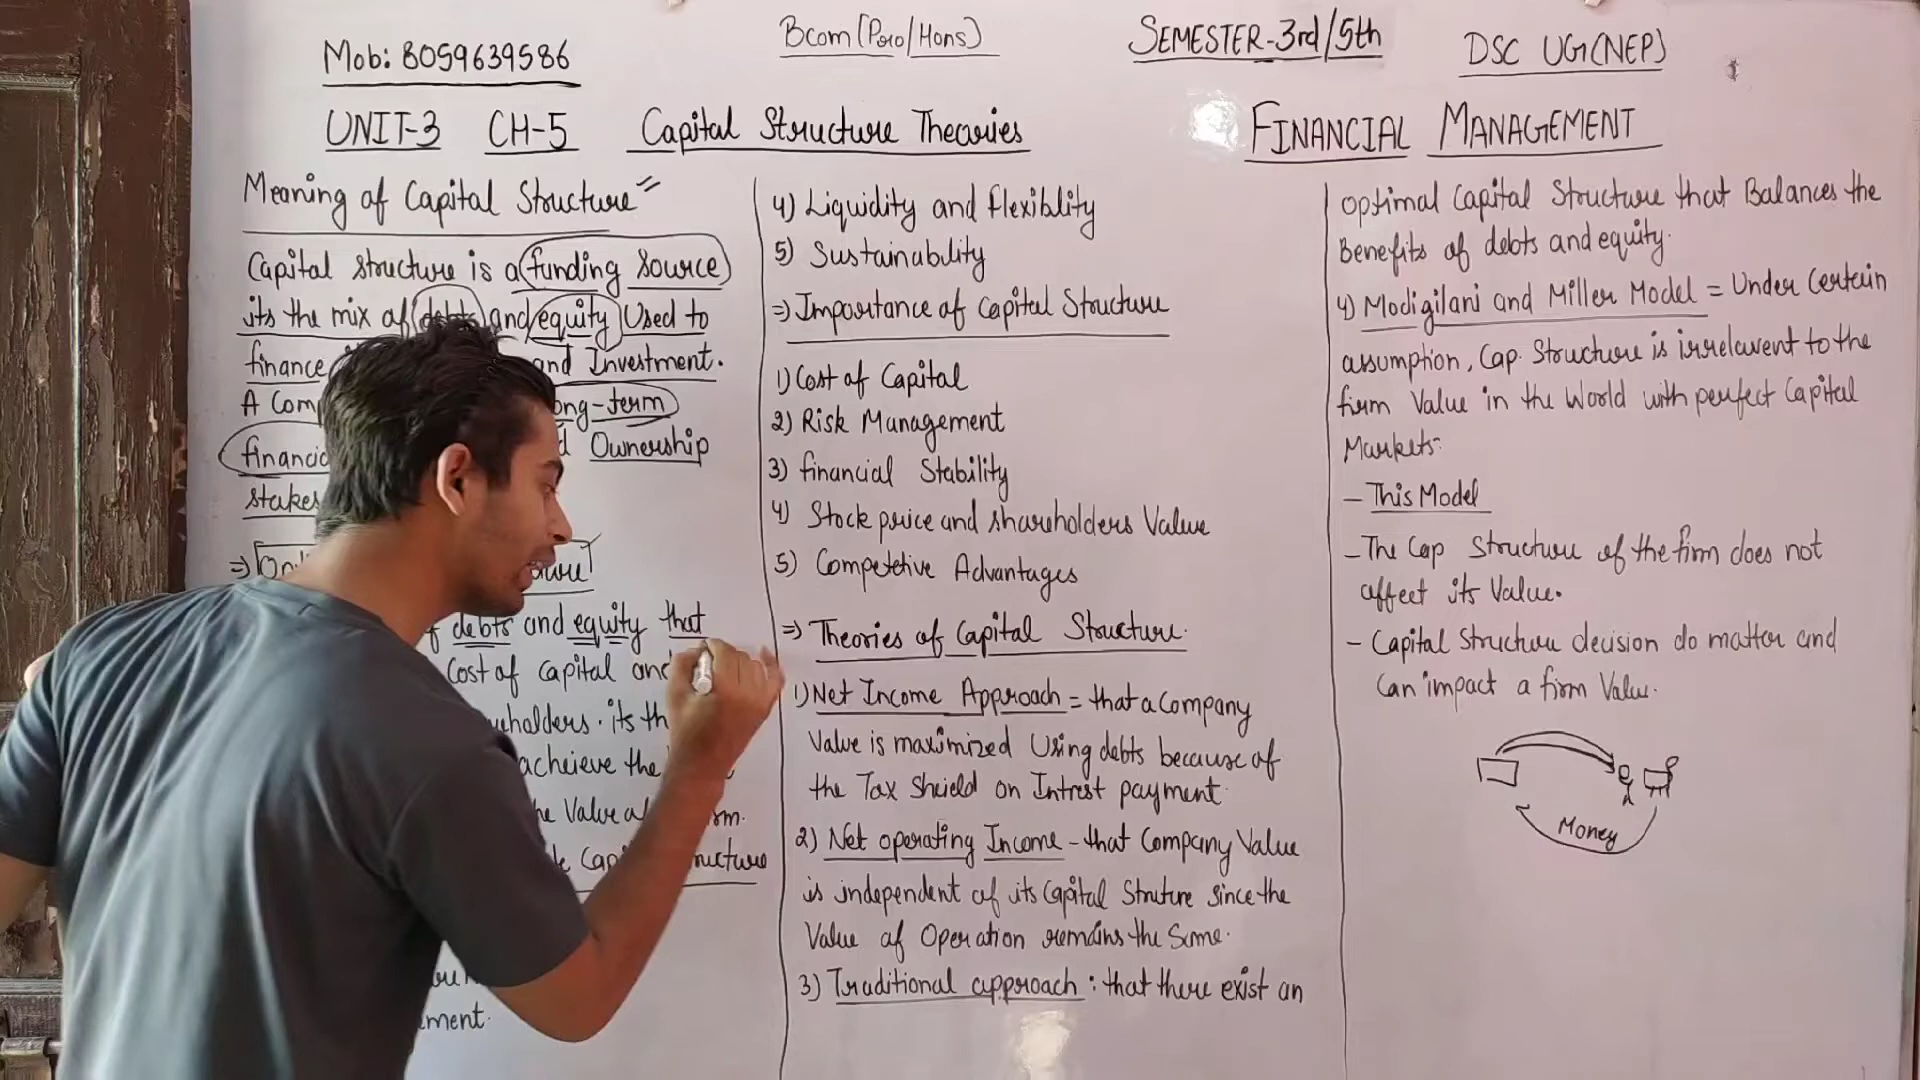 Mob: 8059639586
Bcom (Pro/Hons)
SEMESTER-3rd/5th
DSC UG(NEP)
UNIT-3 CH-5 Capital Structure Theories
FINANCIAL MANAGEMENT
Meaning of Capital Structure
Capital structure is a funding source
its the mix of debts and equity Used to
finance and Investment.
A long-term
Ownership
stakes
debts and equity that
Cost of capital and
its
acheieve the
the Value of
Structure
4) Liquidity and flexiblity
5) Sustainability
=) Importance of Capital Structure
1) Cost of Capital
2) Risk Management
3) financial Stability
4) Stock price and shareholders Value
5) Competetive Advantages
=) Theories of Capital Structure.
1) Net Income Approach = that a Company
Value is maximized Using debts because of
the Tax Sheild on Intrest payment.
2) Net operating Income - that Company Value
is independent of its Capital Struture since the
Value of Operation remains the Same.
3) Traditional approach : that there exist an
optimal Capital Structure that Balances the
Benefits of debts and equity.
4) Modigilani and Miller Model = Under Certain
assumption, Cap. Structure is irrelavent to the
firm Value in the World with perfect Capital
Markets:
- This Model
- The Cap Structure of the firm does not
affect its Value.
- Capital Structure decision do matter and
Can impact a firm Value.
Money